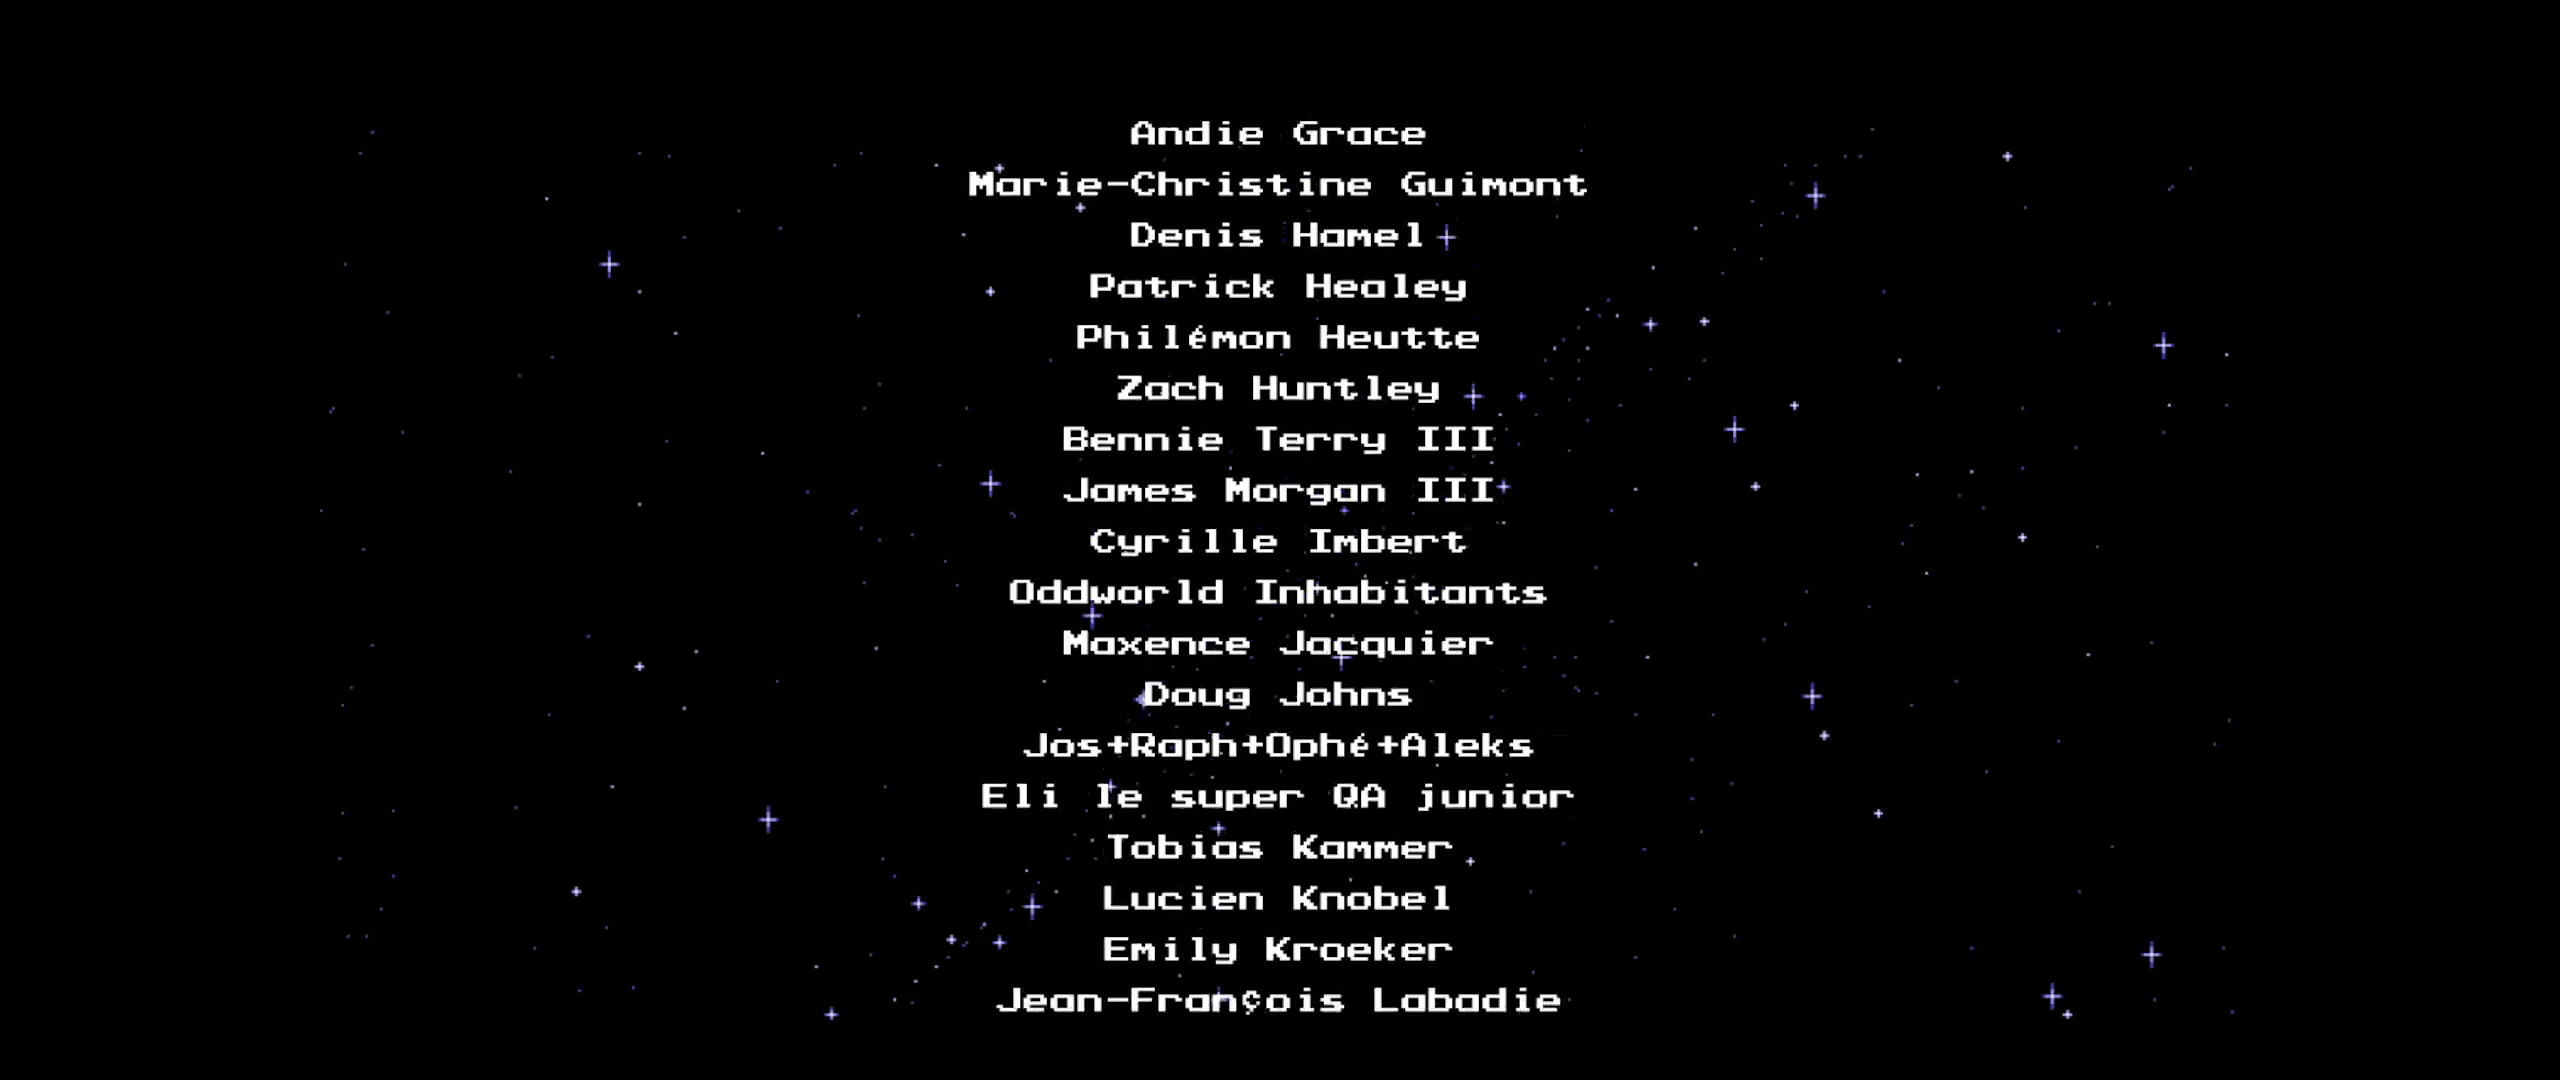 Andie Grace
Marie-Christine Guimont
Denis Hamel
Patrick Healey
Philémon Heutte
Zach Huntley
Bennie Terry III
James Morgan III
Cyrille Imbert
Oddworld Inhabitants
Maxence Jacquier
Doug Johns
Jos+Raph+Ophé+Aleks
Eli le super QA junior
Tobias Kammer
Lucien Knobel
Emily Kroeker
Jean-François Labadie